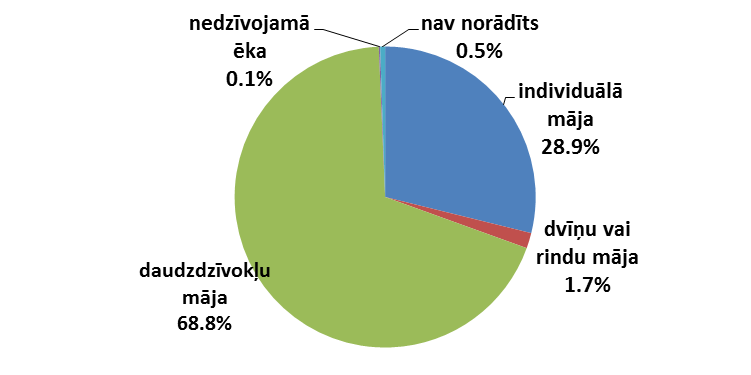 nedzīvojamā
ēka
0.1%
nav norādīts
0.5%
individuālā
māja
28.9%
dvīņu vai
rindu māja
1.7%
daudzdzīvokļu
māja
68.8%